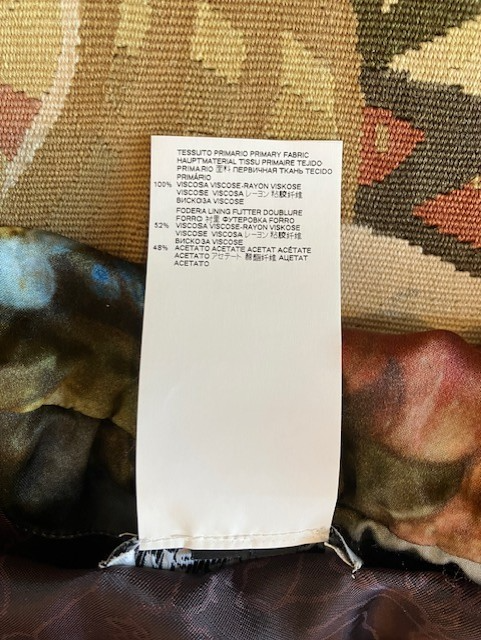 TESSUTO PRIMARIO PRIMARY FABRIC
HAUPTMATERIAL TISSU PRIMAIRE TEJIDO
PRIMARIO 面料 ПЕРВИЧНАЯ ТКАНЬ TECIDO
PRIMÁRIO
100% VISCOSA VISCOSE-RAYON VISKOSE
VISCOSE VISCOSA レーヨン 粘胶纤维
ВИСКОЗА VISCOSE
FODERA LINING FUTTER DOUBLURE
FORRO 衬里 ФУТЕРОВКА FORRO
52% VISCOSA VISCOSE-RAYON VISKOSE
VISCOSE VISCOSA レーヨン 粘胶纤维
ВИСКОЗА VISCOSE
48% ACETATO ACETATE ACETAT ACÉTATE
ACETATO アセテート 醋酯纤维 АЦЕТАТ
ACETATO